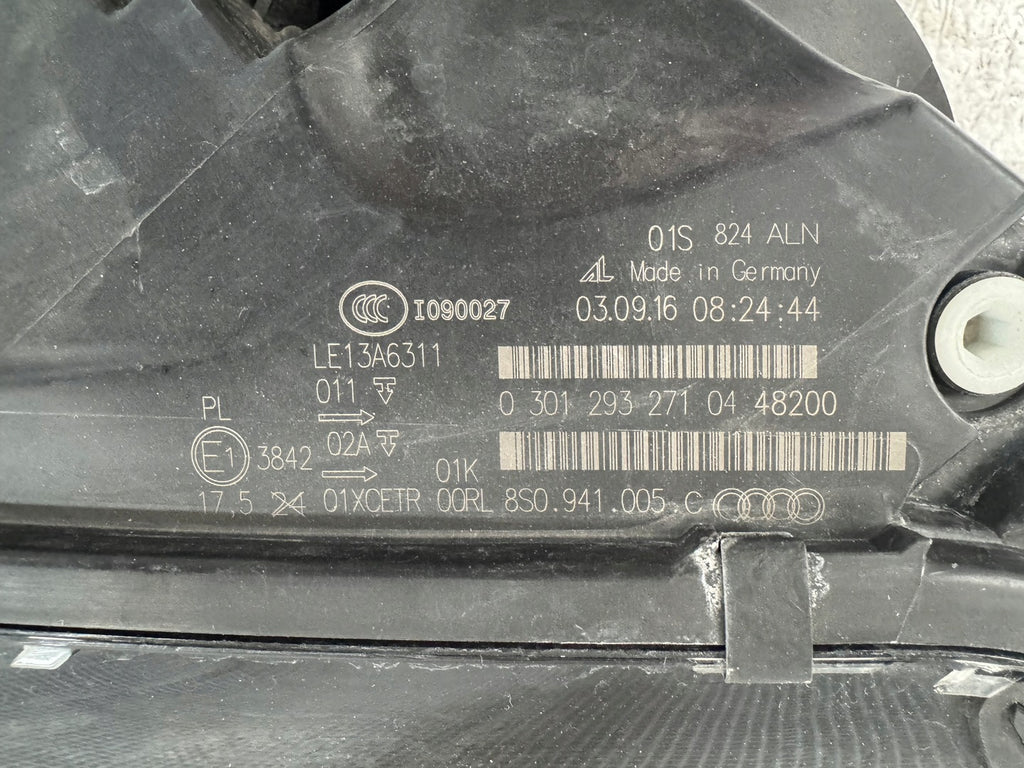 01S 824 ALN
Made in Germany
CCC I090027
03.09.16 08:24:44
LE13A6311
011
0 301 293 271 04 48200
PL
02A
E1 3842
01K
17,5 24 01XCETR 00RL 8S0.941.005.C